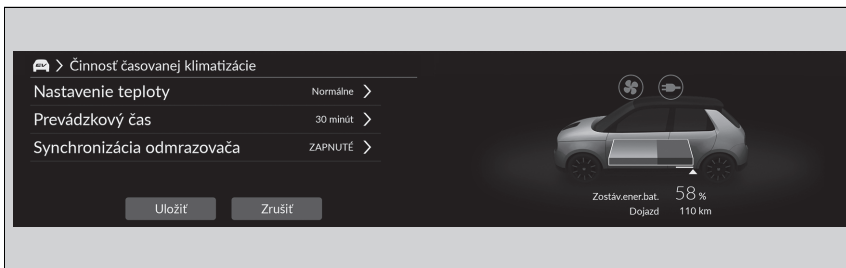 EV > Činnosť časovanej klimatizácie
Nastavenie teploty Normálne >
Prevádzkový čas 30 minút >
Synchronizácia odmrazovača ZAPNUTÉ >
Uložiť Zrušiť
Zostáv.ener.bat. 58 %
Dojazd 110 km